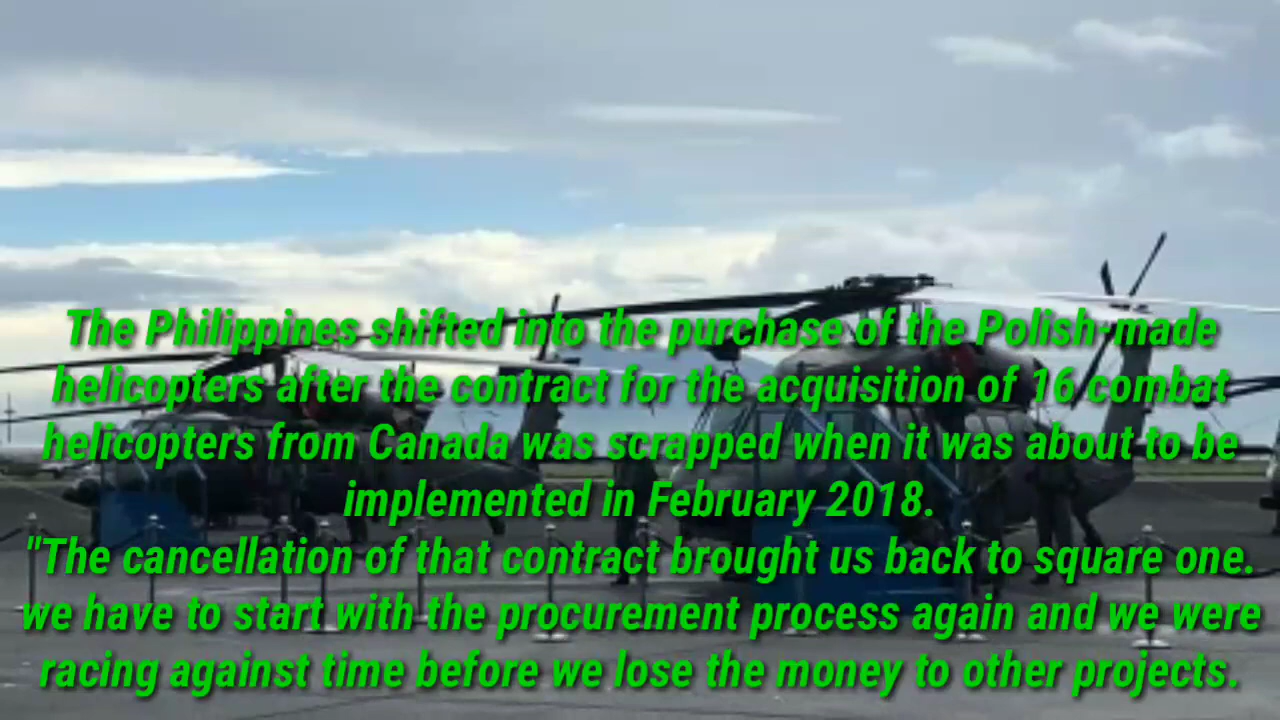 The Philippines shifted into the purchase of the Polish-made
helicopters after the contract for the acquisition of 16 combat
helicopters from Canada was scrapped when it was about to be
implemented in February 2018.
"The cancellation of that contract brought us back to square one.
we have to start with the procurement process again and we were
racing against time before we lose the money to other projects.